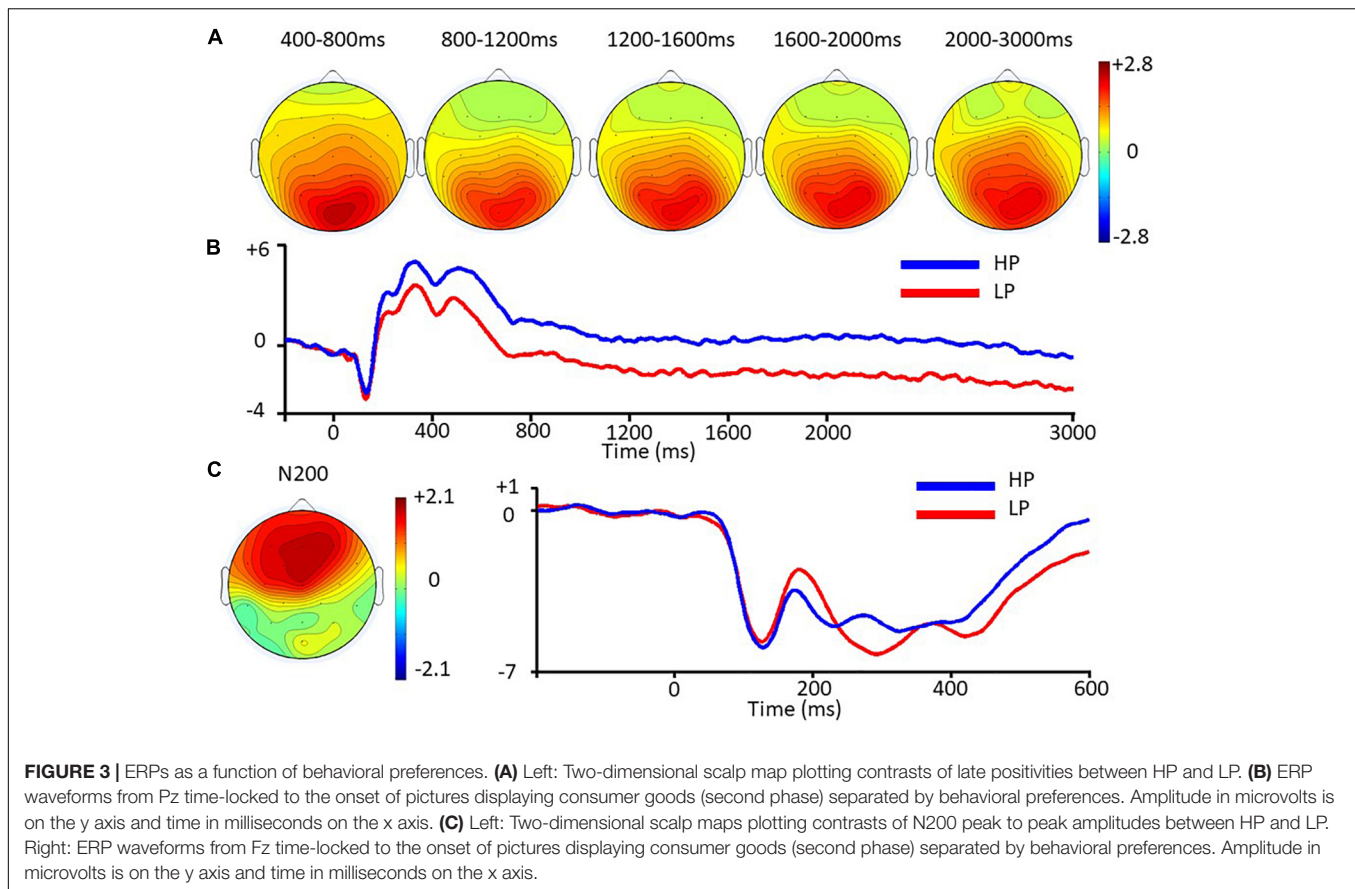 A
400-800ms 800-1200ms 1200-1600ms 1600-2000ms 2000-3000ms
+2.8
0
-2.8
B
+6
0
-4
HP
LP
0 400 800 1200 1600 2000 3000
Time (ms)
C
N200
+2.1
0
-2.1
+1
0
-7
HP
LP
0 200 400 600
Time (ms)
FIGURE 3 | ERPs as a function of behavioral preferences. (A) Left: Two-dimensional scalp map plotting contrasts of late positivities between HP and LP. (B) ERP
waveforms from Pz time-locked to the onset of pictures displaying consumer goods (second phase) separated by behavioral preferences. Amplitude in microvolts is
on the y axis and time in milliseconds on the x axis. (C) Left: Two-dimensional scalp maps plotting contrasts of N200 peak to peak amplitudes between HP and LP.
Right: ERP waveforms from Fz time-locked to the onset of pictures displaying consumer goods (second phase) separated by behavioral preferences. Amplitude in
microvolts is on the y axis and time in milliseconds on the x axis.